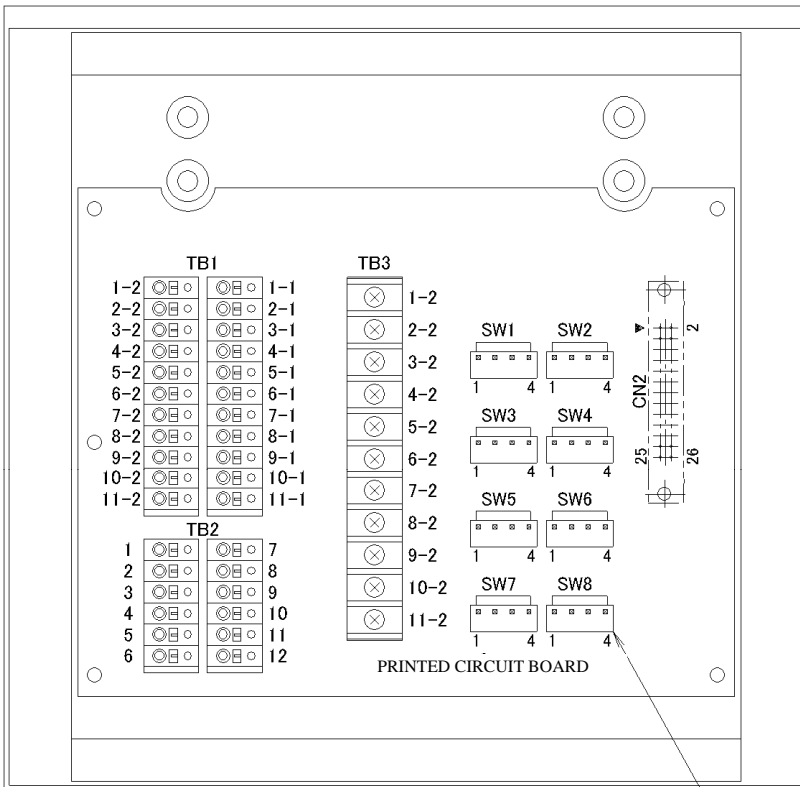 TB1
1-2 1-1
2-2 2-1
3-2 3-1
4-2 4-1
5-2 5-1
6-2 6-1
7-2 7-1
8-2 8-1
9-2 9-1
10-2 10-1
11-2 11-1
TB2
1 7
2 8
3 9
4 10
5 11
6 12
TB3
1-2
2-2
3-2
4-2
5-2
6-2
7-2
8-2
9-2
10-2
11-2
SW1 SW2
1 4 1 4
SW3 SW4
1 4 1 4
SW5 SW6
1 4 1 4
SW7 SW8
1 4 1 4
2
CN2
25 26
PRINTED CIRCUIT BOARD